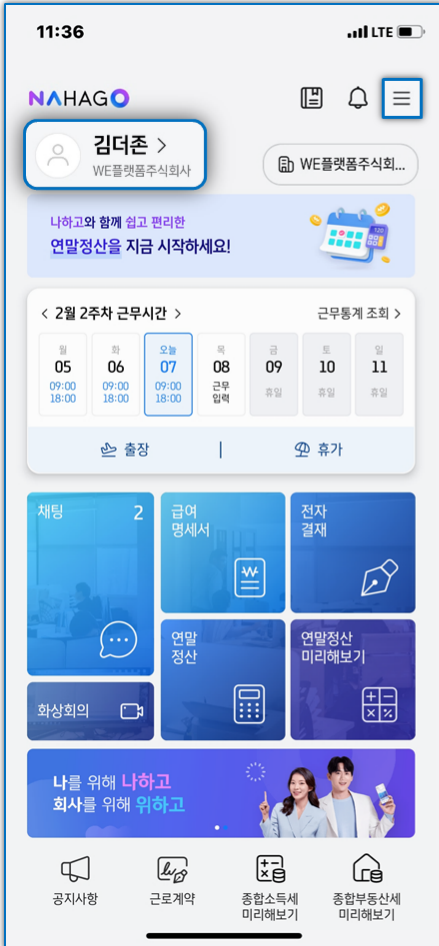 11:36
LTE
NAHAGO
김더존 >
WE플랫폼주식회사
WE플랫폼주식회...
나하고와 함께 쉽고 편리한
연말정산을 지금 시작하세요!
< 2월 2주차 근무시간 >
근무통계 조회 >
월 화 오늘 목 금 토 일
05 06 07 08 09 10 11
09:00 09:00 09:00 근무 휴일 휴일 휴일
18:00 18:00 18:00 입력
출장 | 휴가
채팅 2
급여
명세서
전자
결재
연말
정산
연말정산
미리해보기
화상회의
나를 위해 나하고
회사를 위해 위하고
공지사항
근로계약
종합소득세
미리해보기
종합부동산세
미리해보기